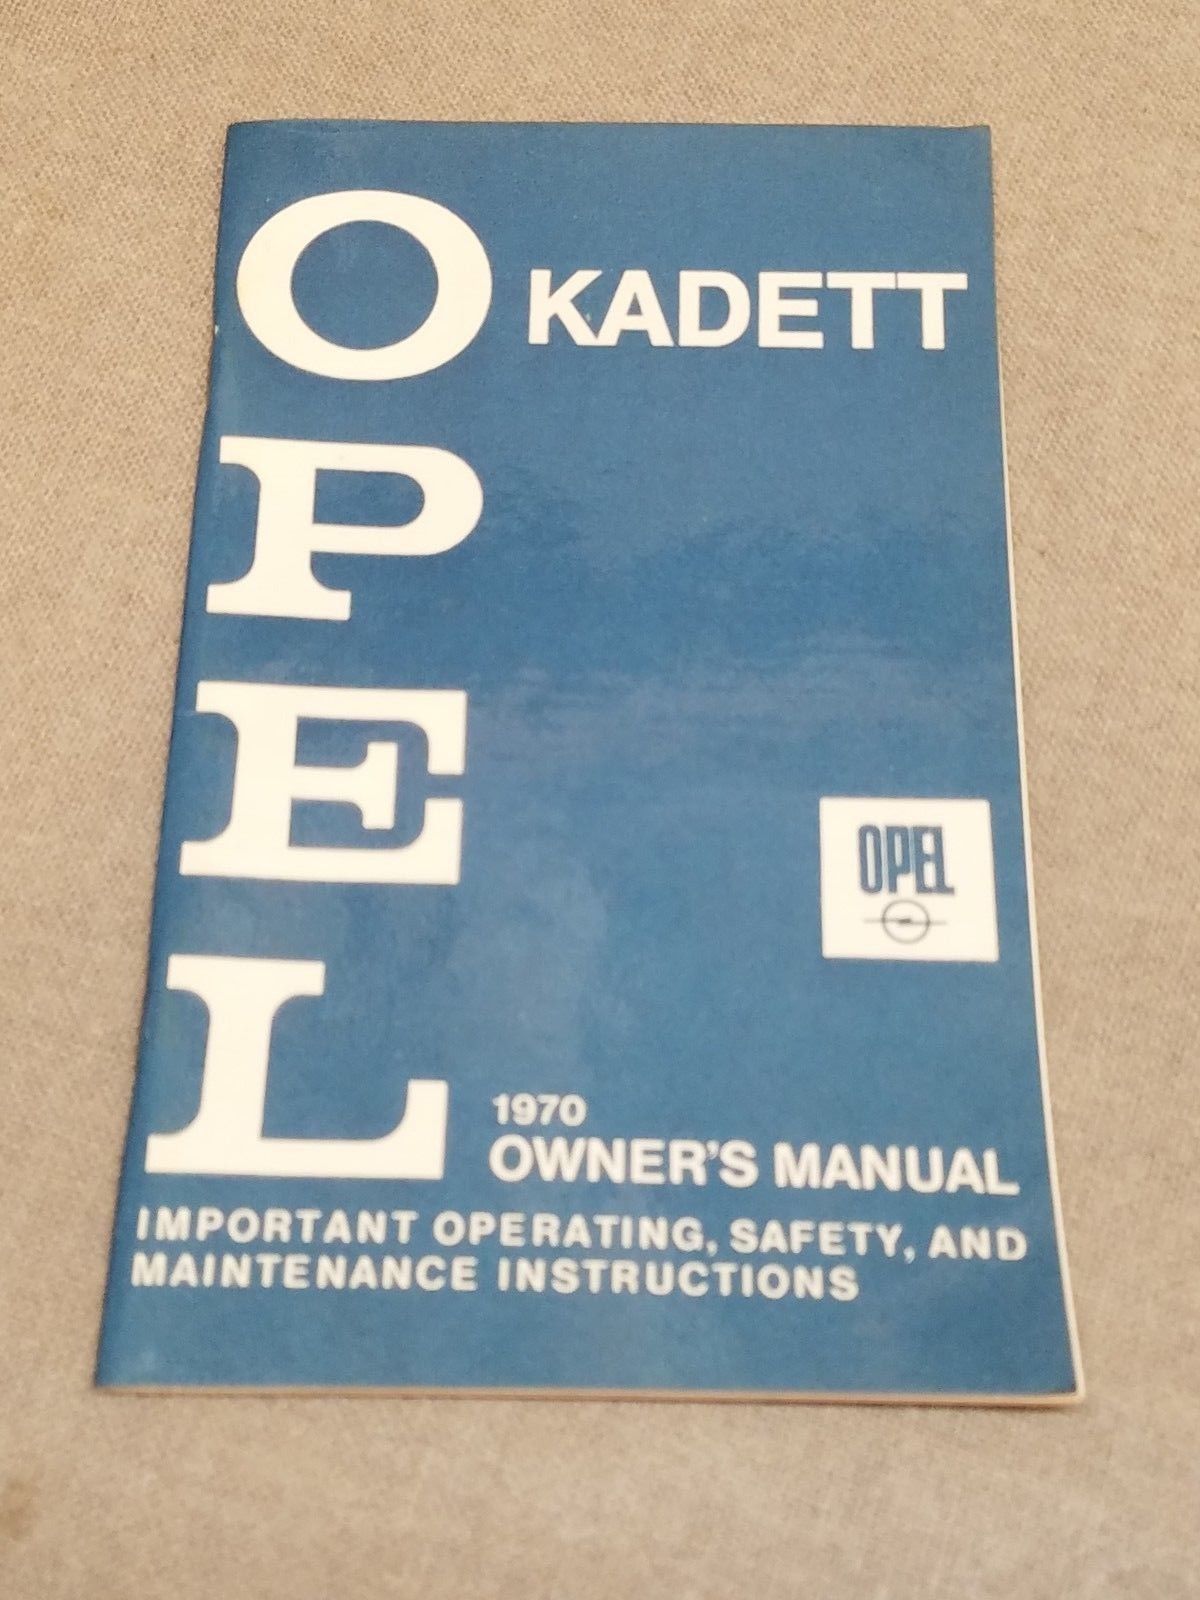 OPEL
KADETT
OPEL
1970
OWNER'S MANUAL
IMPORTANT OPERATING, SAFETY, AND
MAINTENANCE INSTRUCTIONS